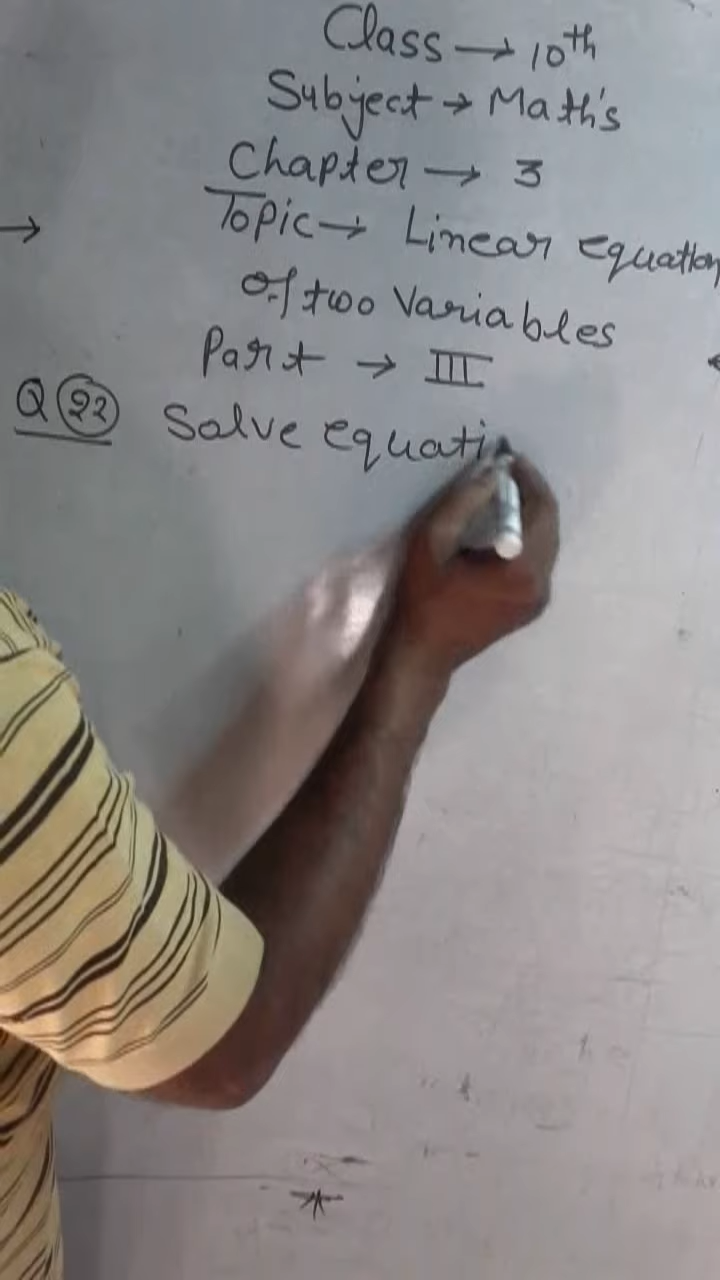 Class → 10th
Subject → Math's
Chapter → 3
→ Topic → Linear equation
of two Variables
Part → III
Q 22 Solve equati